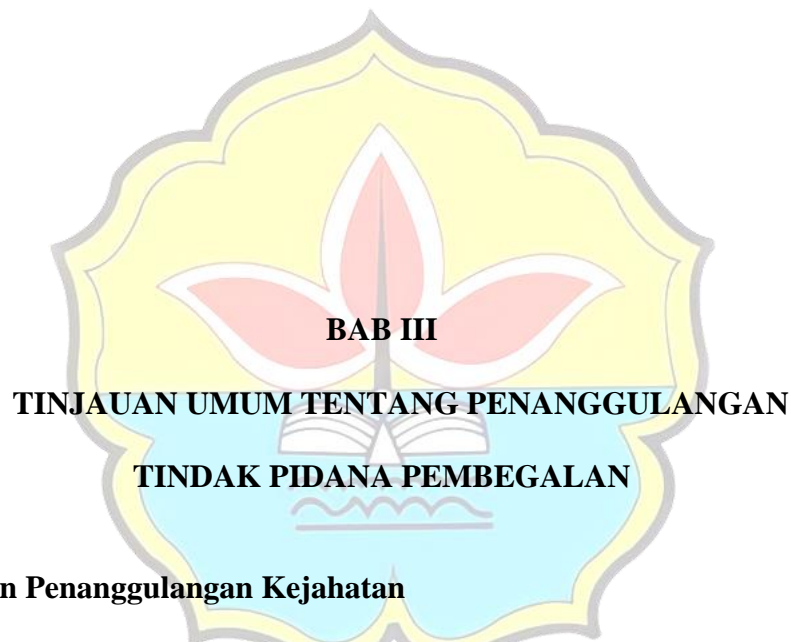 BAB III
TINJAUAN UMUM TENTANG PENANGGULANGAN
TINDAK PIDANA PEMBEGALAN
n Penanggulangan Kejahatan